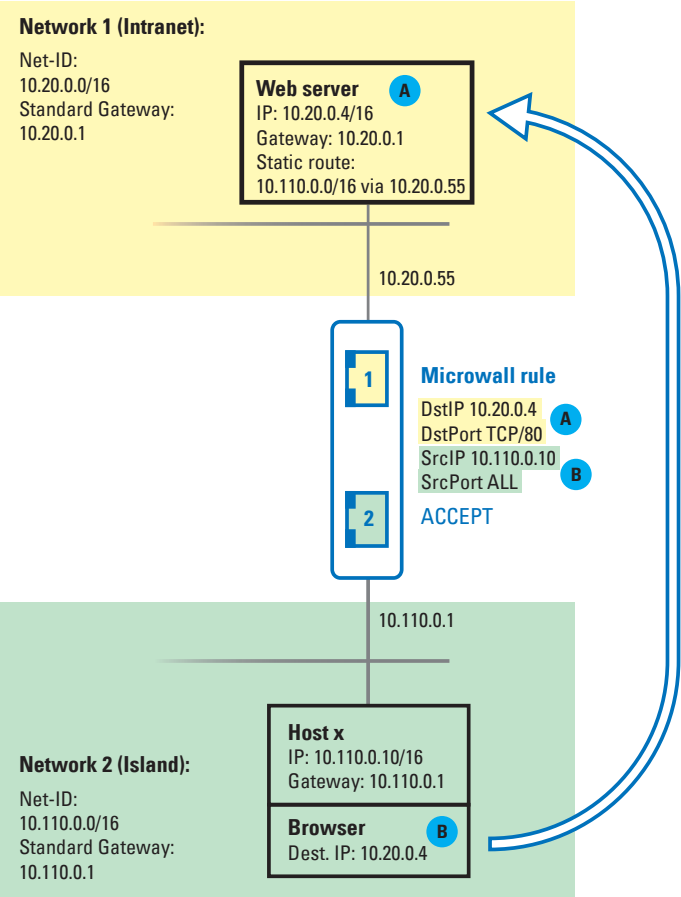 Network 1 (Intranet):
Net-ID:
10.20.0.0/16
Standard Gateway:
10.20.0.1
Web server A
IP: 10.20.0.4/16
Gateway: 10.20.0.1
Static route:
10.110.0.0/16 via 10.20.0.55
10.20.0.55
1
Microwall rule
DstIP 10.20.0.4
DstPort TCP/80
A
SrcIP 10.110.0.10
SrcPort ALL
B
2
ACCEPT
10.110.0.1
Host x
IP: 10.110.0.10/16
Gateway: 10.110.0.1
Browser B
Dest. IP: 10.20.0.4
Network 2 (Island):
Net-ID:
10.110.0.0/16
Standard Gateway:
10.110.0.1